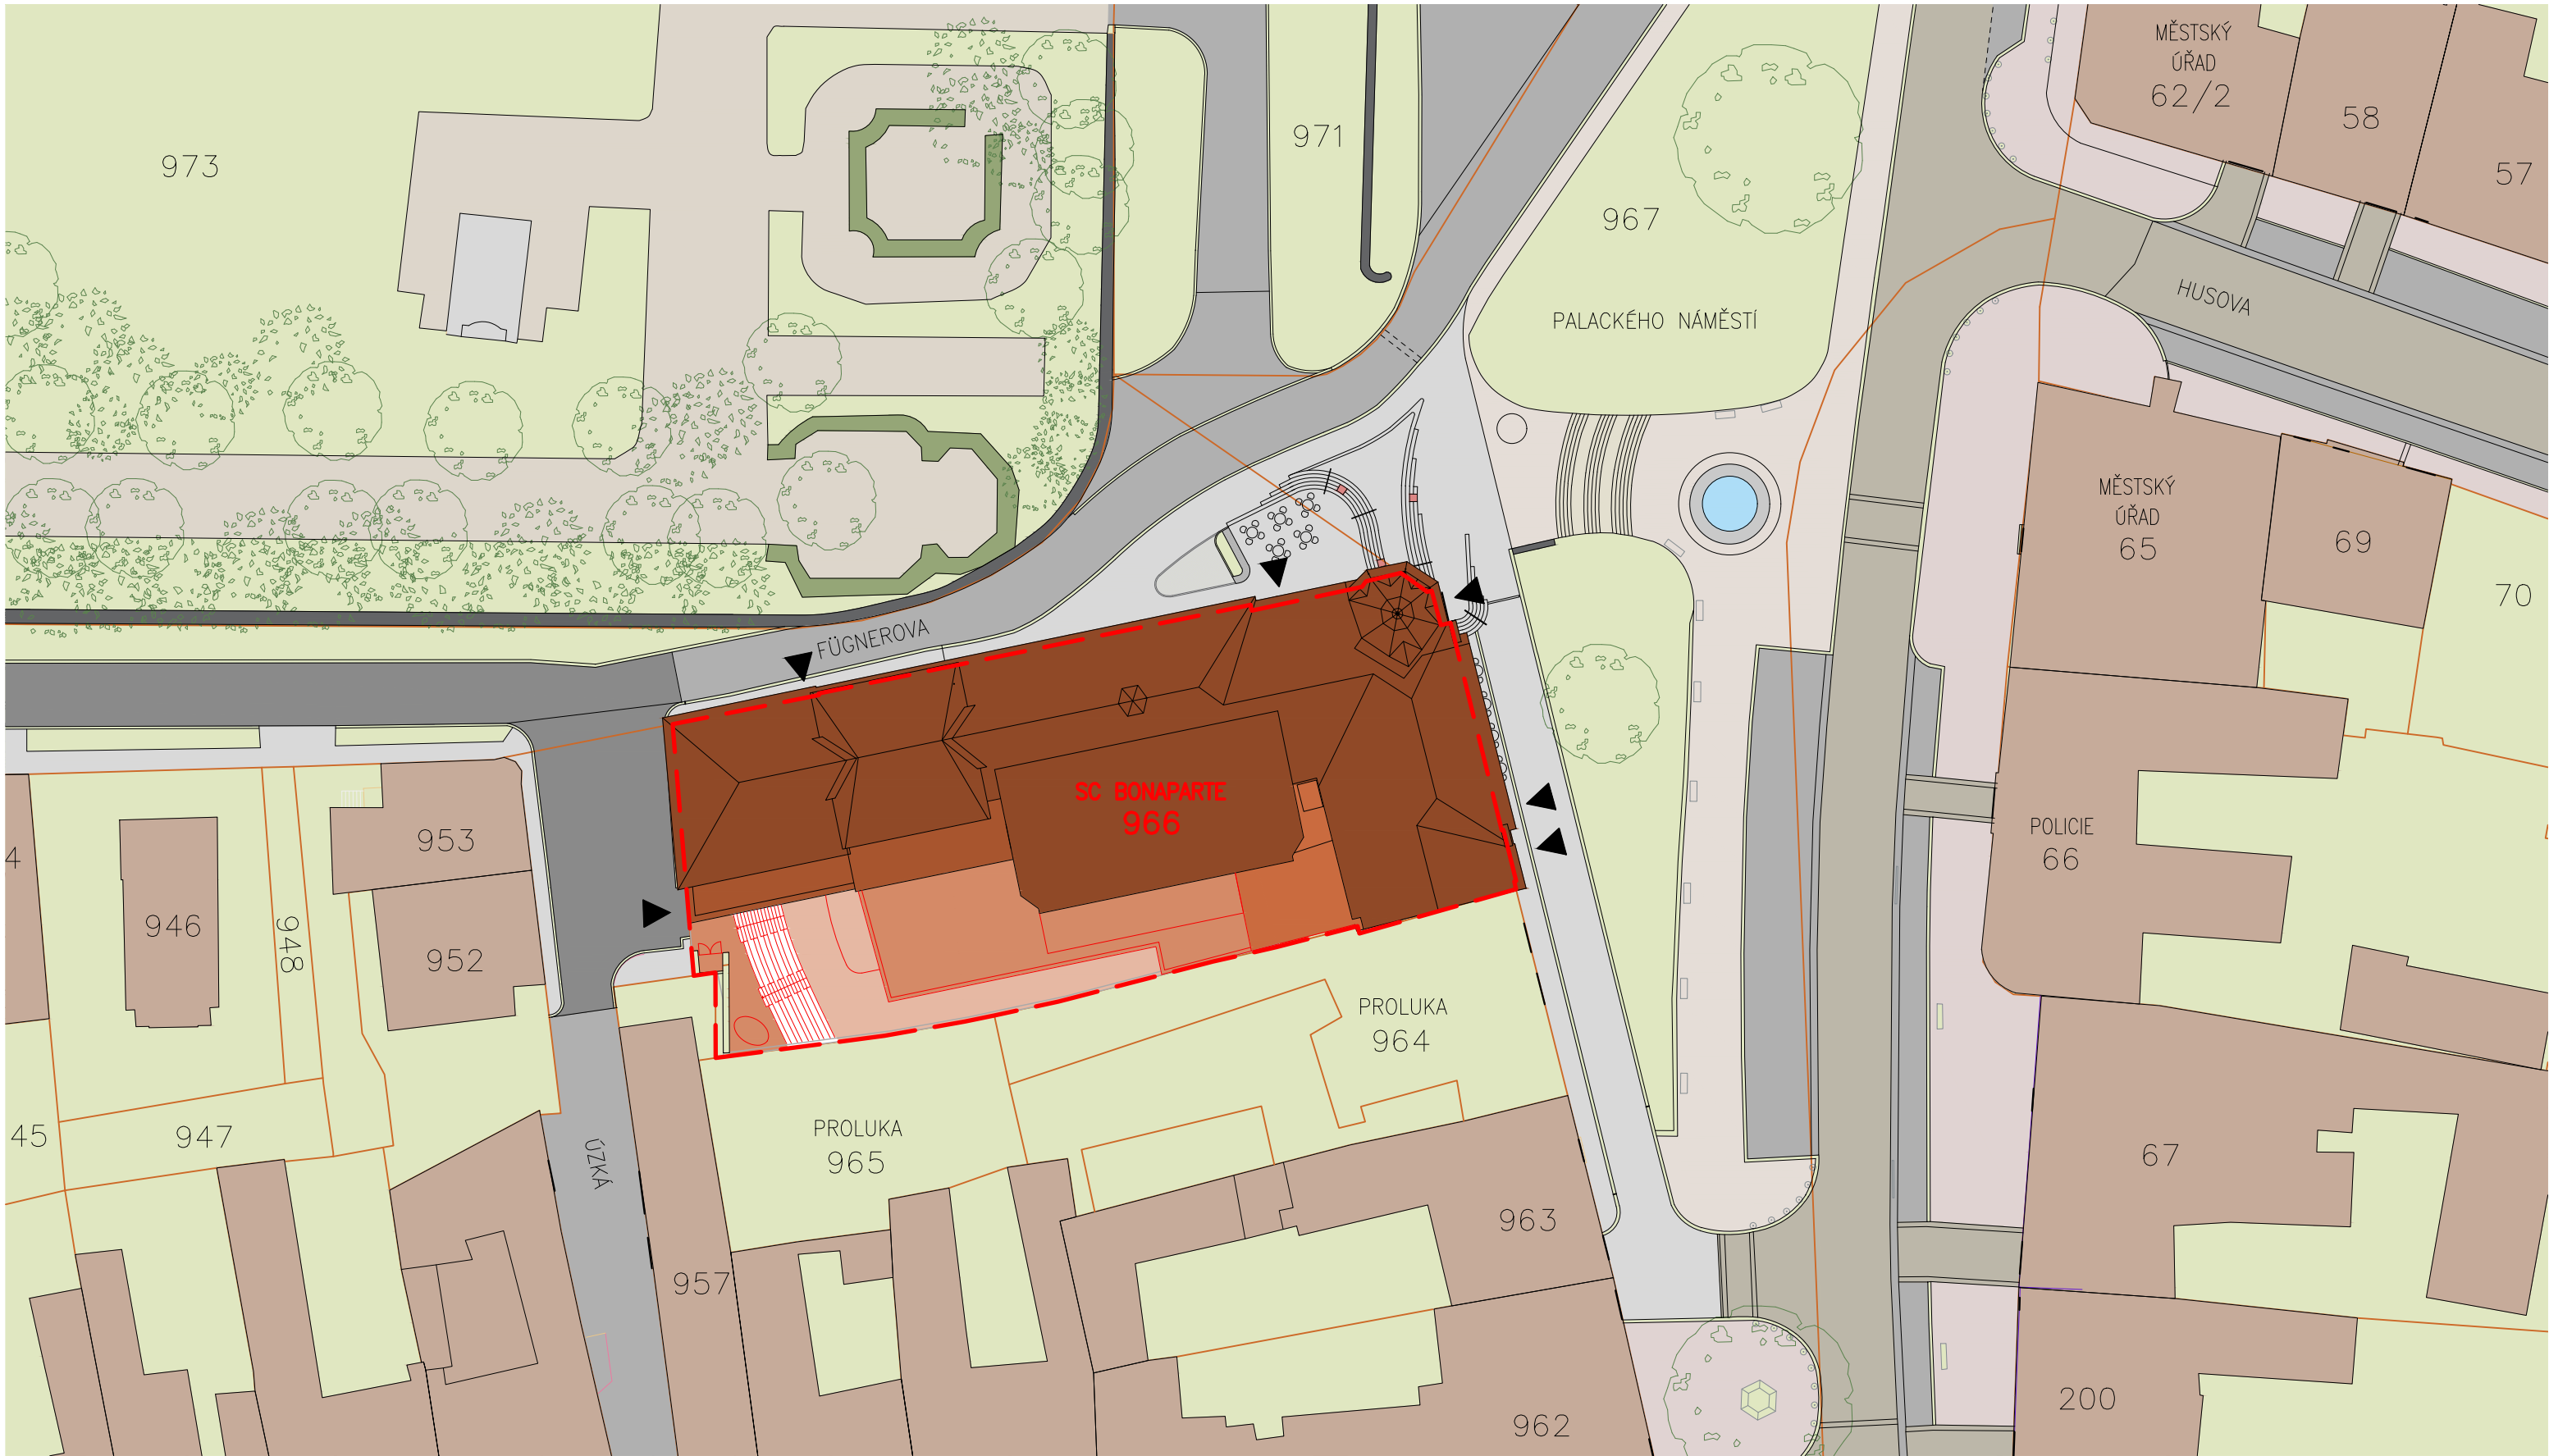 MĚSTSKÝ
ÚŘAD
62/2
58
57
971
973
967
PALACKÉHO NÁMĚSTÍ
HUSOVA
MĚSTSKÝ
ÚŘAD
65
69
70
FÜGNEROVA
SC BONAPARTE
966
953
4
946
948
952
POLICIE
66
PROLUKA
964
45
947
ÚZKÁ
PROLUKA
965
67
963
957
200
962